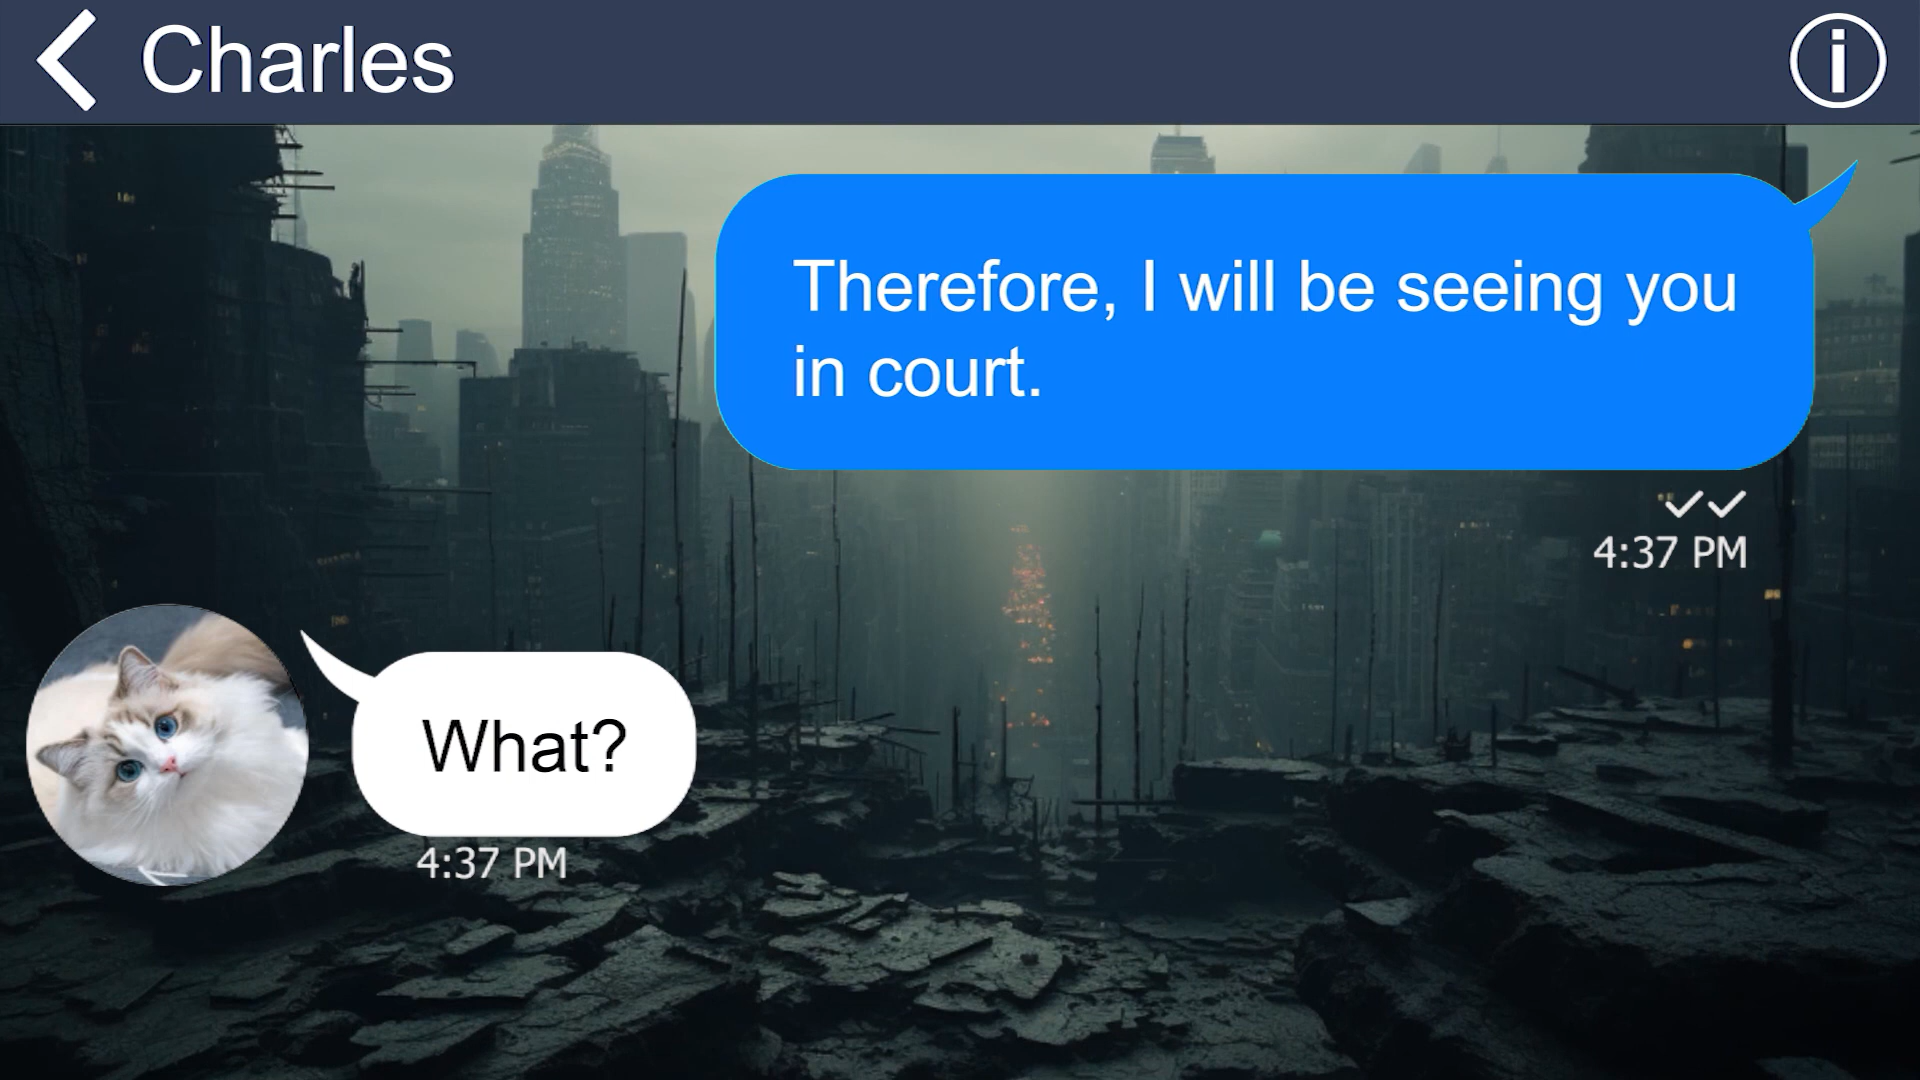 Charles
Therefore, I will be seeing you
in court.
4:37 PM
What?
4:37 PM